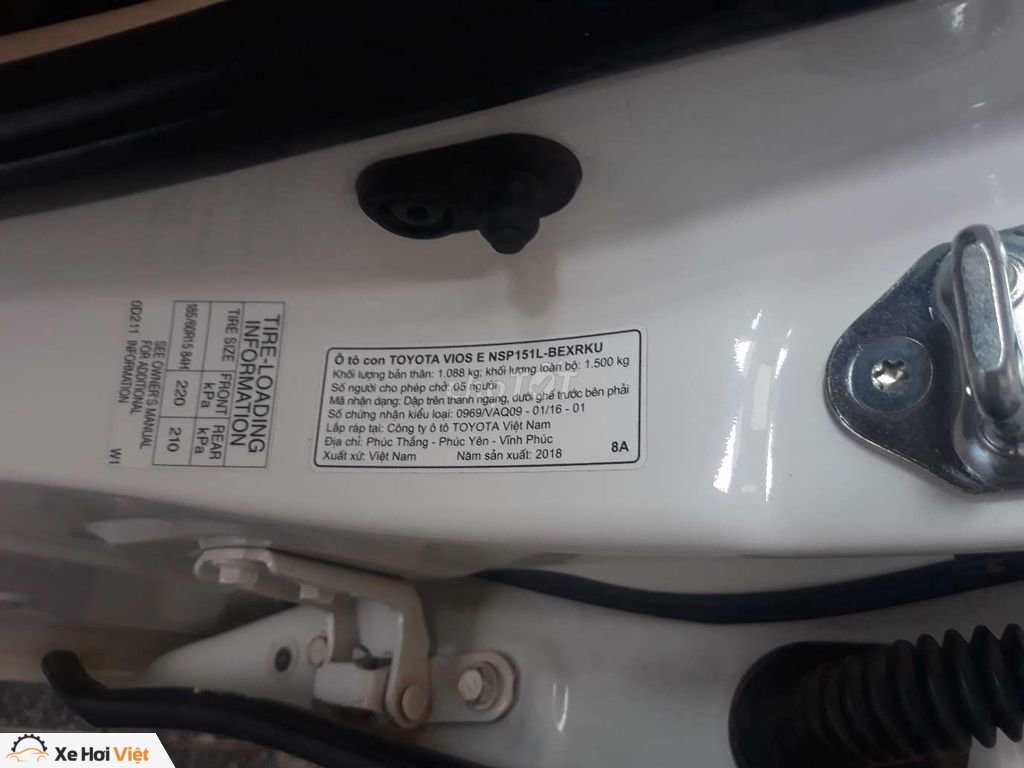 TIRE-LOADING
INFORMATION
TIRE SIZE FRONT kPa REAR kPa
185/60R15 84H 220 210
SEE OWNER'S MANUAL
FOR ADDITIONAL
INFORMATION
0D211 W1
Ô tô con TOYOTA VIOS E NSP151L-BEXRKU
Khối lượng bản thân: 1.088 kg; khối lượng toàn bộ: 1.500 kg
Số người cho phép chở: 05 người
Mã nhận dạng: Dập trên thanh ngang, dưới ghế trước bên phải
Số chứng nhận kiểu loại: 0969/VAQ09 - 01/16 - 01
Lắp ráp tại: Công ty ô tô TOYOTA Việt Nam
Địa chỉ: Phúc Thắng - Phúc Yên - Vĩnh Phúc
Xuất xứ: Việt Nam Năm sản xuất: 2018 8A
Xe Hơi Việt